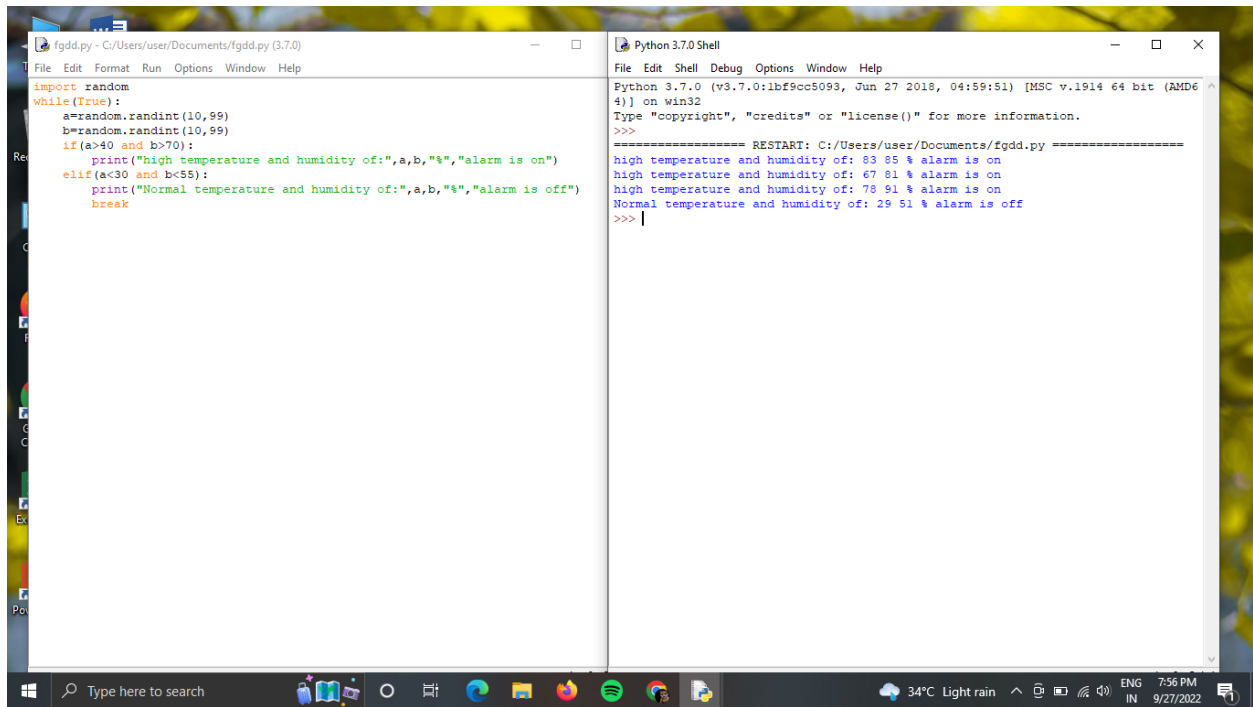 fgdd.py - C:/Users/user/Documents/fgdd.py (3.7.0)
File Edit Format Run Options Window Help
import random
while(True):
    a=random.randint(10,99)
    b=random.randint(10,99)
    if(a>40 and b>70):
        print("high temperature and humidity of:",a,b,"%","alarm is on")
    elif(a<30 and b<55):
        print("Normal temperature and humidity of:",a,b,"%","alarm is off")
        break
Python 3.7.0 Shell
File Edit Shell Debug Options Window Help
Python 3.7.0 (v3.7.0:1bf9cc5093, Jun 27 2018, 04:59:51) [MSC v.1914 64 bit (AMD6
4)] on win32
Type "copyright", "credits" or "license()" for more information.
>>>
================== RESTART: C:/Users/user/Documents/fgdd.py ==================
high temperature and humidity of: 83 85 % alarm is on
high temperature and humidity of: 67 81 % alarm is on
high temperature and humidity of: 78 91 % alarm is on
Normal temperature and humidity of: 29 51 % alarm is off
>>>
Type here to search
34°C Light rain
ENG
IN
7:56 PM
9/27/2022
1